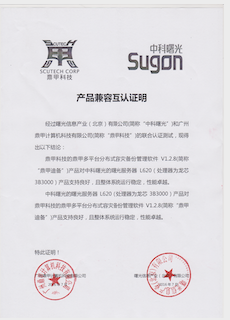 SCUTECH CORP
鼎甲科技
中科曙光
Sugon
产品兼容互认证明
经过曙光信息产业（北京）有限公司(简称“中科曙光”)和广州
鼎甲计算机科技有限公司(简称“鼎甲科技”）的联合认证测试，现得
出以下结论：
鼎甲科技的鼎甲多平台分布式容灾备份管理软件 V1.2.8(简称“鼎
甲迪备”）产品对中科曙光的曙光服务器 L620（处理器为龙芯
3B3000）产品支持良好，且整体系统运行稳定，性能卓越。
中科曙光的曙光服务器 L620（处理器为龙芯 3B3000）产品对
鼎甲科技的鼎甲多平台分布式容灾备份管理软件 V1.2.8(简称“鼎甲
迪备”)产品支持良好，且整体系统运行稳定，性能卓越。
特此证明！